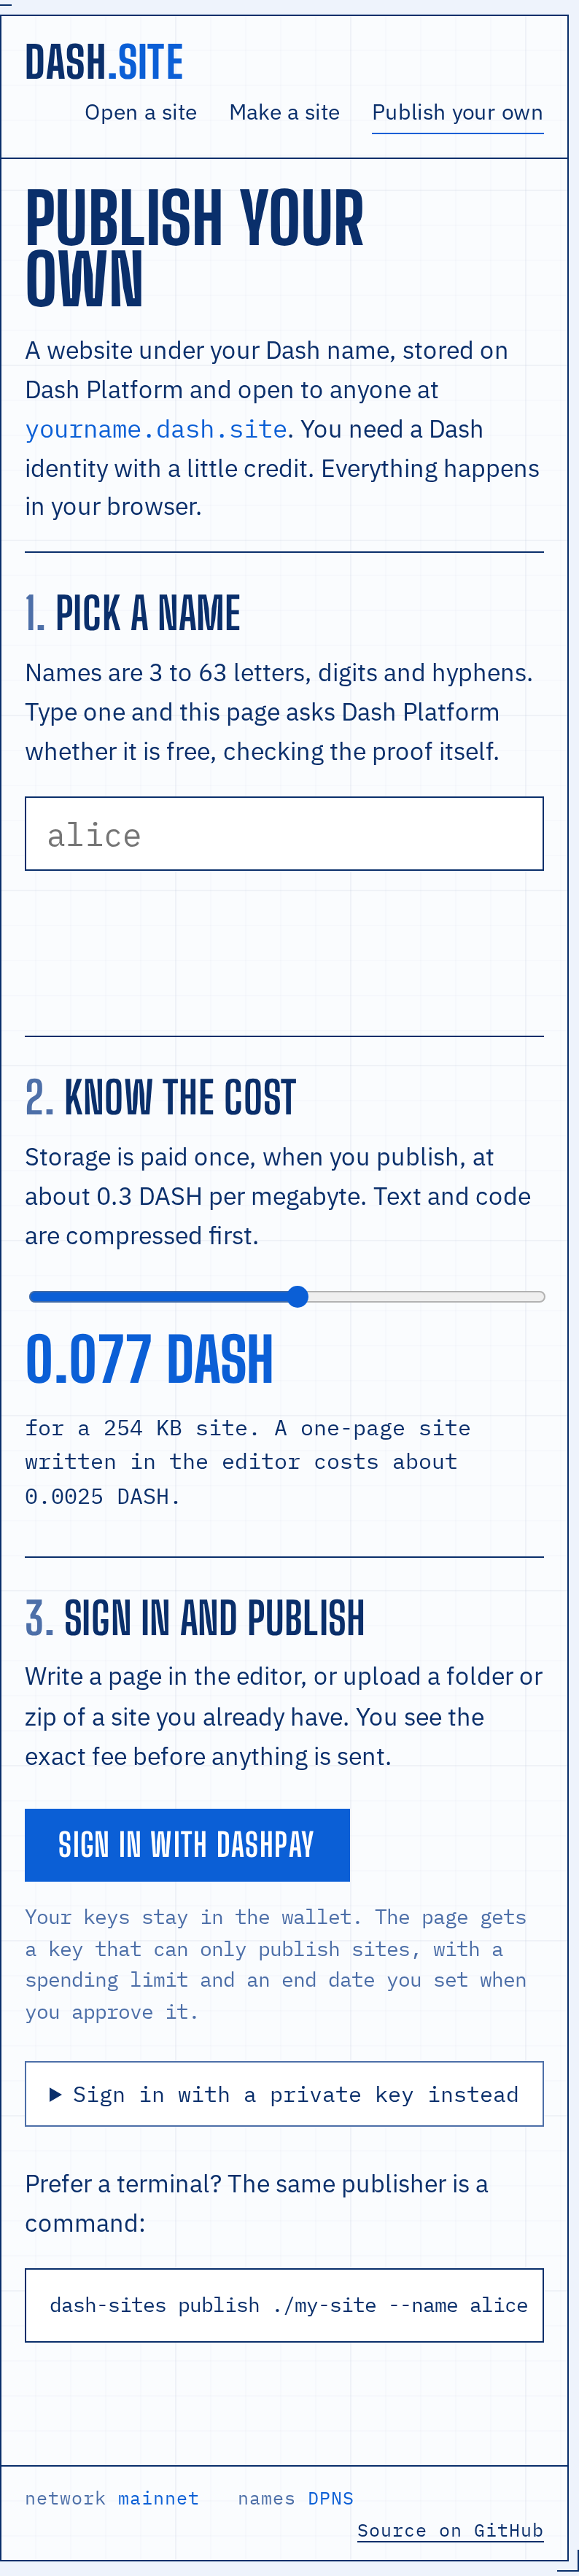 DASH.SITE
Open a site Make a site Publish your own
PUBLISH YOUR
OWN
A website under your Dash name, stored on
Dash Platform and open to anyone at
yourname.dash.site. You need a Dash
identity with a little credit. Everything happens
in your browser.
1. PICK A NAME
Names are 3 to 63 letters, digits and hyphens.
Type one and this page asks Dash Platform
whether it is free, checking the proof itself.
alice
2. KNOW THE COST
Storage is paid once, when you publish, at
about 0.3 DASH per megabyte. Text and code
are compressed first.
0.077 DASH
for a 254 KB site. A one-page site
written in the editor costs about
0.0025 DASH.
3. SIGN IN AND PUBLISH
Write a page in the editor, or upload a folder or
zip of a site you already have. You see the
exact fee before anything is sent.
SIGN IN WITH DASHPAY
Your keys stay in the wallet. The page gets
a key that can only publish sites, with a
spending limit and an end date you set when
you approve it.
▶ Sign in with a private key instead
Prefer a terminal? The same publisher is a
command:
dash-sites publish ./my-site --name alice
network mainnet names DPNS
Source on GitHub